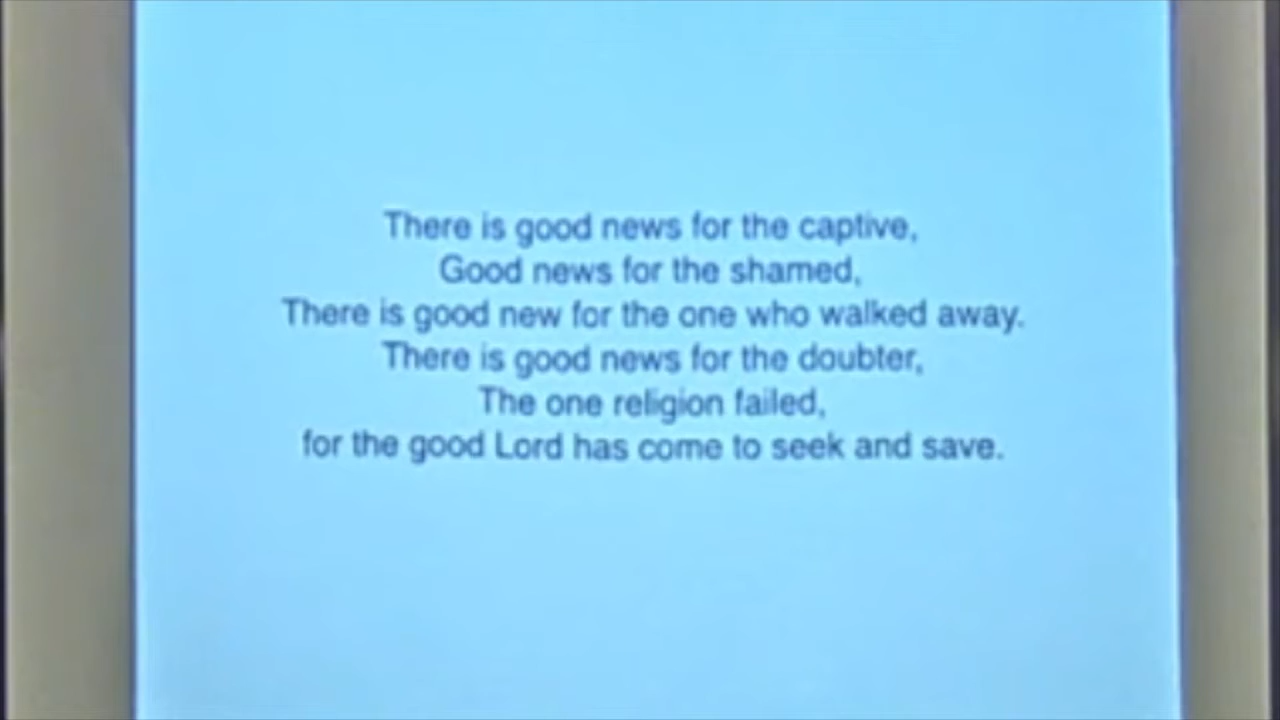 There is good news for the captive,
Good news for the shamed,
There is good new for the one who walked away.
There is good news for the doubter,
The one religion failed,
for the good Lord has come to seek and save.